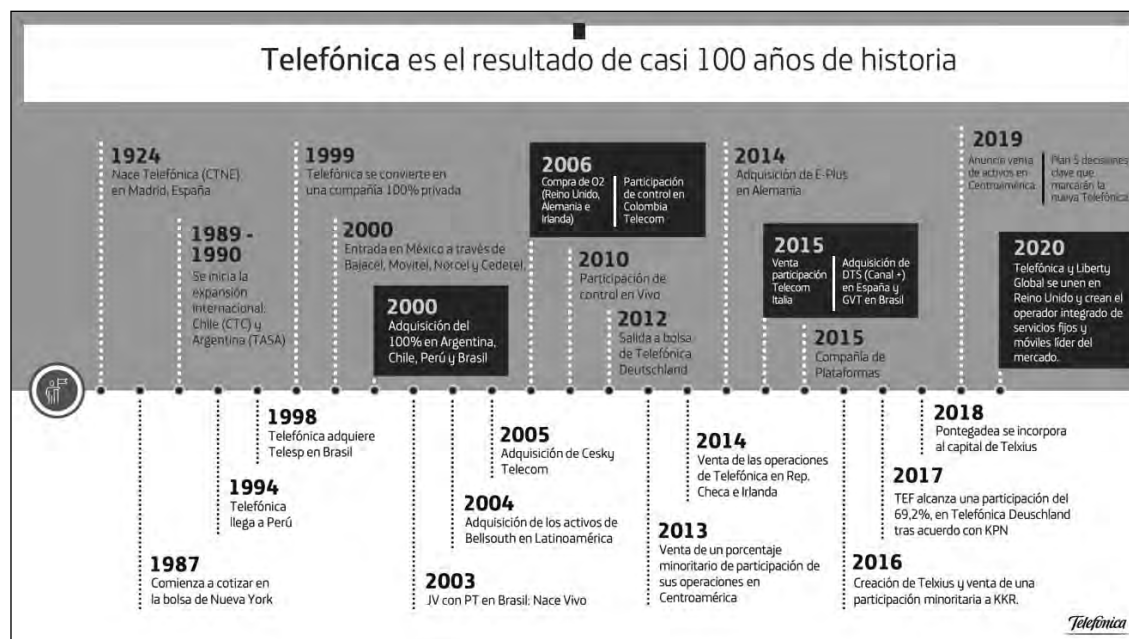 Telefónica es el resultado de casi 100 años de historia
1924
Nace Telefónica (CTNE)
en Madrid, España
1989 -
1990
Se inicia la
expansión
internacional:
Chile (CTC) y
Argentina (TASA)
1999
Telefónica se convierte en
una compañía 100% privada
2000
Entrada en México a través de
Bajacel, Movitel, Norcel y Cedetel
2000
Adquisición del
100% en Argentina,
Chile, Perú y Brasil
2006
Compra de O2
(Reino Unido,
Alemania e
Irlanda)
Participación
de control en
Colombia
Telecom
2010
Participación de
control en Vivo
2012
Salida a bolsa
de Telefónica
Deutschland
2014
Adquisición de E-Plus
en Alemania
2015
Venta
participación
Telecom
Italia
Adquisición de
DTS (Canal +)
en España y
GVT en Brasil
2015
Compañía de
Plataformas
2019
Anuncio venta
de activos en
Centroamérica
Plan 5 decisiones
clave que
marcarán la
nueva Telefónica
2020
Telefónica y Liberty
Global se unen en
Reino Unido y crean el
operador integrado de
servicios fijos y
móviles líder del
mercado.
1987
Comienza a cotizar en
la bolsa de Nueva York
1994
Telefónica
llega a Perú
1998
Telefónica adquiere
Telesp en Brasil
2003
JV con PT en Brasil: Nace Vivo
2004
Adquisición de los activos de
Bellsouth en Latinoamérica
2005
Adquisición de Cesky
Telecom
2013
Venta de un porcentaje
minoritario de participación de
sus operaciones en
Centroamérica
2014
Venta de las operaciones
de Telefónica en Rep.
Checa e Irlanda
2016
Creación de Telxius y venta de una
participación minoritaria a KKR.
2017
TEF alcanza una participación del
69,2%, en Telefónica Deuschland
tras acuerdo con KPN
2018
Pontegadea se incorpora
al capital de Telxius
Telefónica